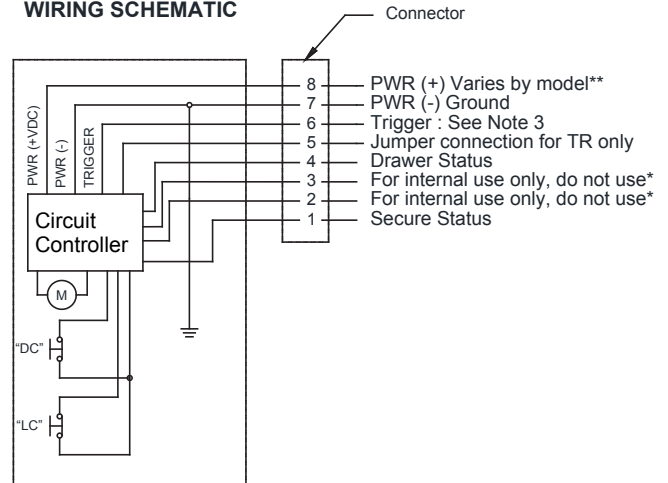 WIRING SCHEMATIC
Connector
8 PWR (+) Varies by model**
7 PWR (-) Ground
6 Trigger : See Note 3
5 Jumper connection for TR only
4 Drawer Status
3 For internal use only, do not use*
2 For internal use only, do not use*
1 Secure Status
PWR (+VDC)
PWR (-)
TRIGGER
Circuit
Controller
M
"DC"
"LC"